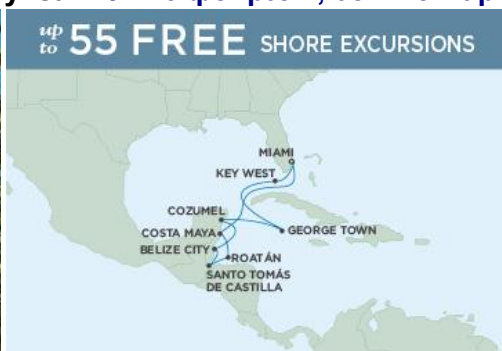 up to 55 FREE SHORE EXCURSIONS
MIAMI
KEY WEST
COZUMEL
COSTA MAYA
GEORGE TOWN
BELIZE CITY
ROATÁN
SANTO TOMÁS
DE CASTILLA